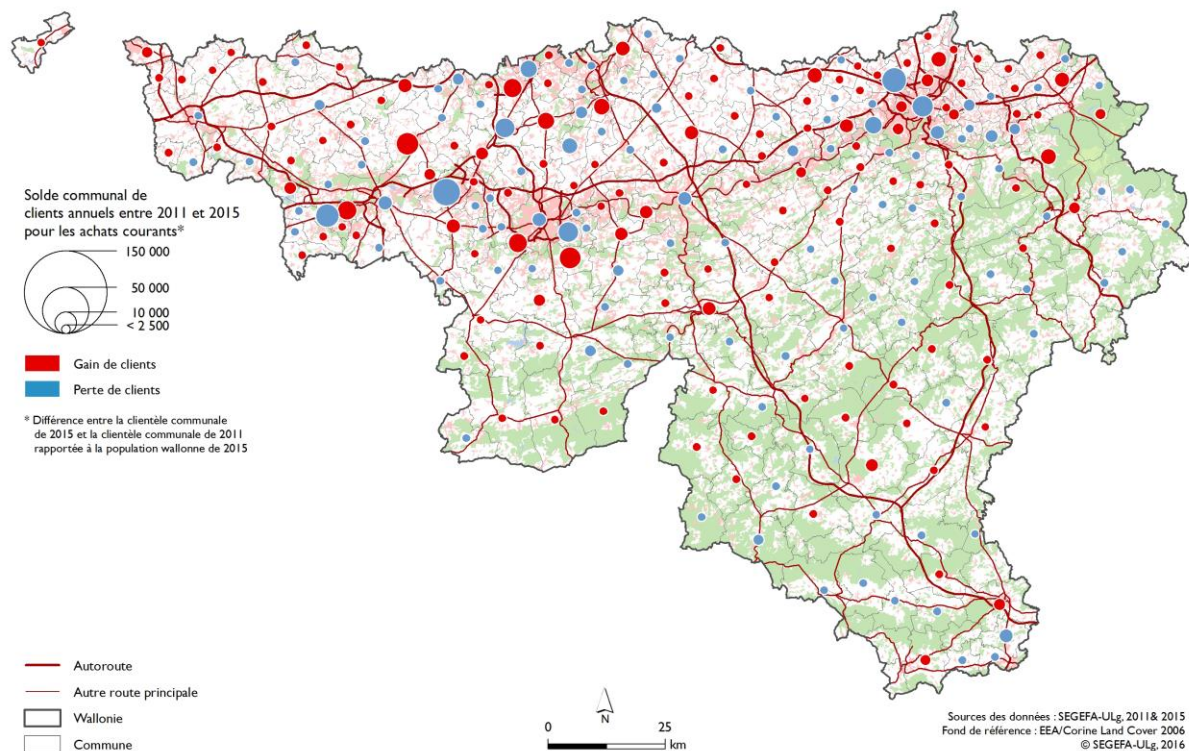 Solde communal de
clients annuels entre 2011 et 2015
pour les achats courants*
150 000
50 000
10 000
< 2 500
Gain de clients
Perte de clients
* Différence entre la clientèle communale
de 2015 et la clientèle communale de 2011
rapportée à la population wallonne de 2015
Autoroute
Autre route principale
Wallonie
Commune
N
0 25
km
Sources des données : SEGEFA-ULg, 2011& 2015
Fond de référence : EEA/Corine Land Cover 2006
© SEGEFA-ULg, 2016